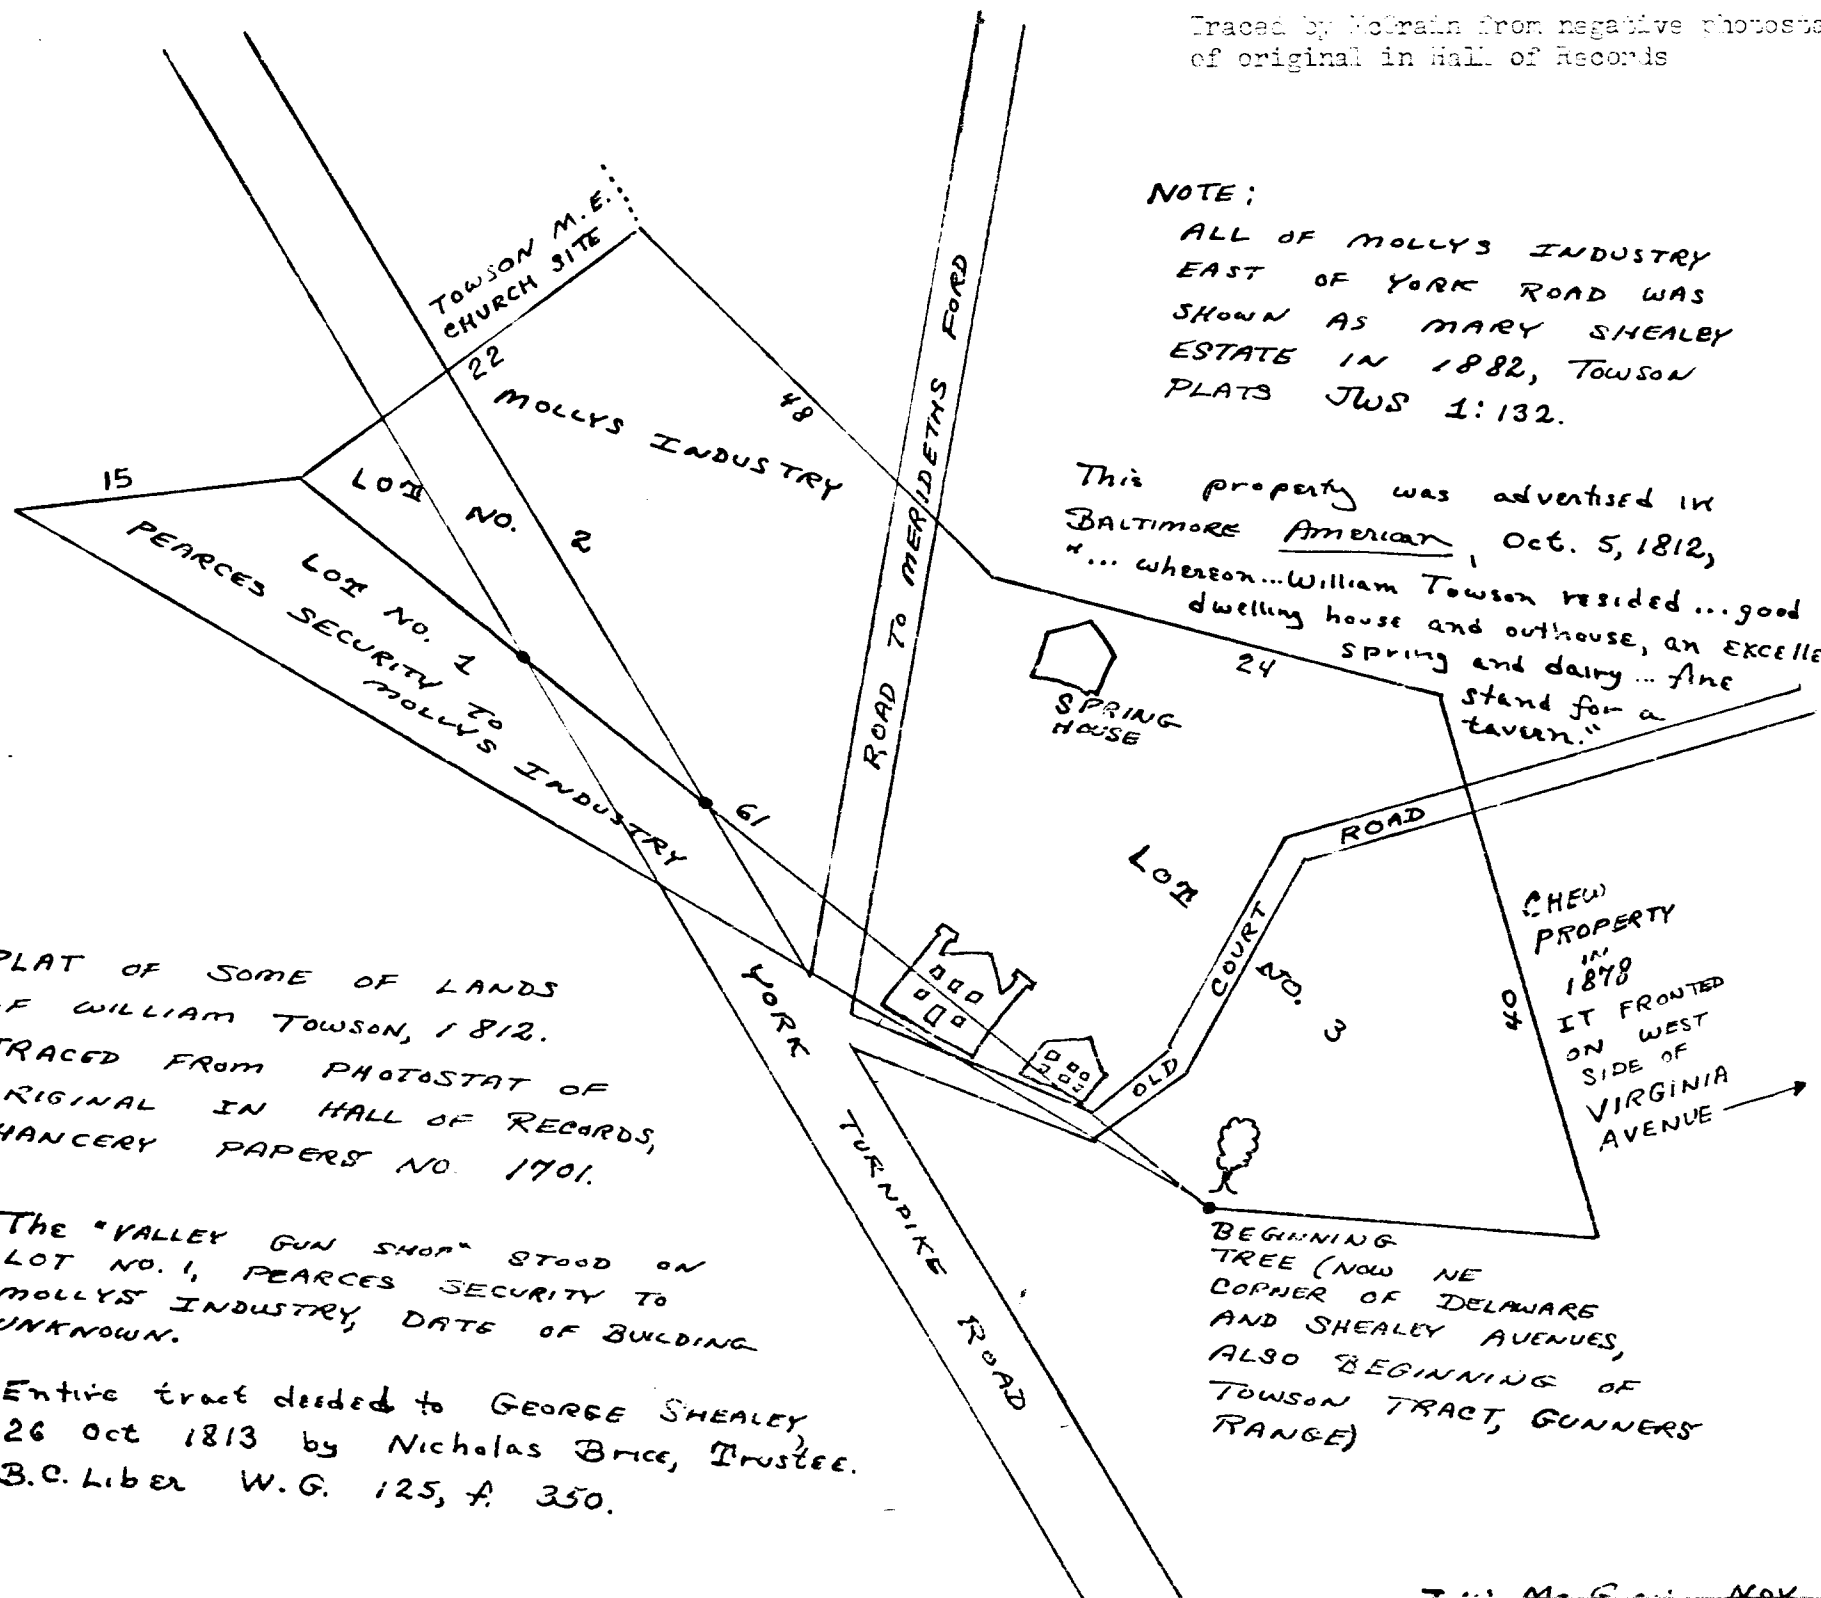 Traced by McGrain from negative
of original in Hall of Records
NOTE:
ALL OF MOLLYS INDUSTRY
EAST OF YORK ROAD WAS
SHOWN AS MARY SHEALEY
ESTATE IN 1882, TOWSON
PLATS JWS 1:132.
This property was advertised in
BALTIMORE American, Oct. 5, 1812,
"... whereon... William Towson resided ... good
dwelling house and outhouse, an EXCELLE
spring and dairy ... fine
stand for a
tavern."
TOWSON M.E.
CHURCH SITE
22
48
15
MOLLYS INDUSTRY
LOT NO. 2
LOT NO. 1
PEARCES SECURITY TO
MOLLYS INDUSTRY
61
ROAD TO MERIDETHS FORD
SPRING
HOUSE
24
LOT
NO. 3
OLD COURT ROAD
40
CHEW
PROPERTY
IN
1878
IT FRONTED
ON WEST
SIDE OF
VIRGINIA
AVENUE
YORK TURNPIKE ROAD
PLAT OF SOME OF LANDS
F WILLIAM TOWSON, 1812.
TRACED FROM PHOTOSTAT OF
RIGINAL IN HALL OF RECORDS,
HANCERY PAPERS NO. 1701.
The "VALLEY GUN SHOP" STOOD ON
LOT NO. 1, PEARCES SECURITY TO
MOLLYS INDUSTRY, DATE OF BUILDING
UNKNOWN.
Entire tract deeded to GEORGE SHEALEY,
26 Oct 1813 by Nicholas Brice, Trustee.
B.C. Liber W.G. 125, f. 350.
BEGINNING
TREE (NOW NE
CORNER OF DELAWARE
AND SHEALEY AVENUES,
ALSO BEGINNING OF
TOWSON TRACT, GUNNERS
RANGE)